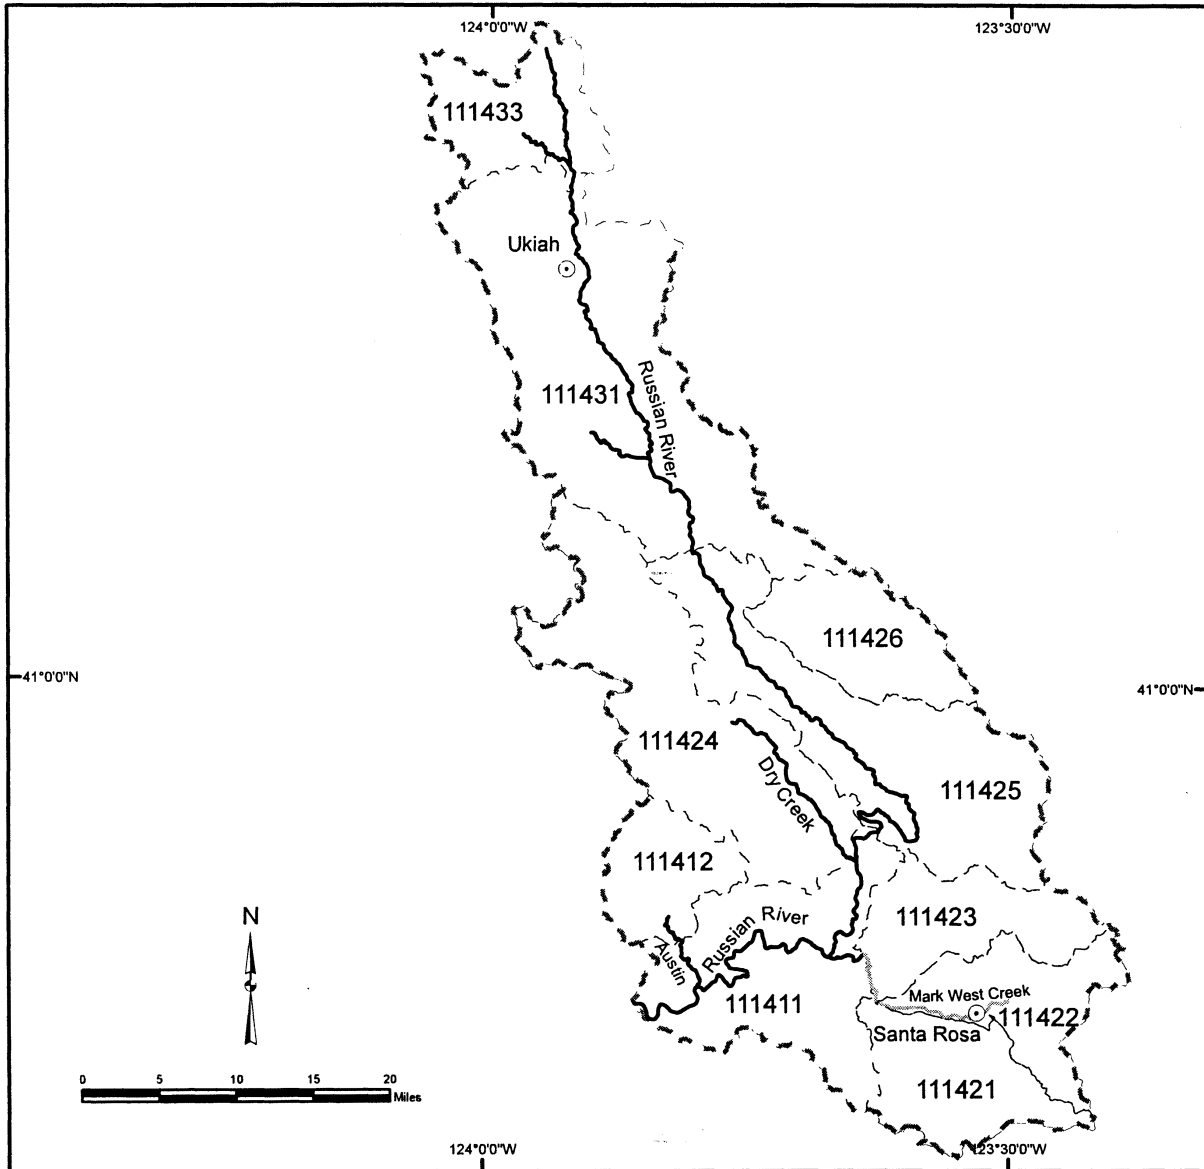 124°0'0"W
123°30'0"W
111433
Ukiah
111431
Russian River
111426
41°0'0"N
41°0'0"N
111424
111425
Dry Creek
111412
N
111423
Russian River
Austin
Mark West Creek
111411
111422
Santa Rosa
0 5 10 15 20
Miles
111421
124°0'0"W
123°30'0"W